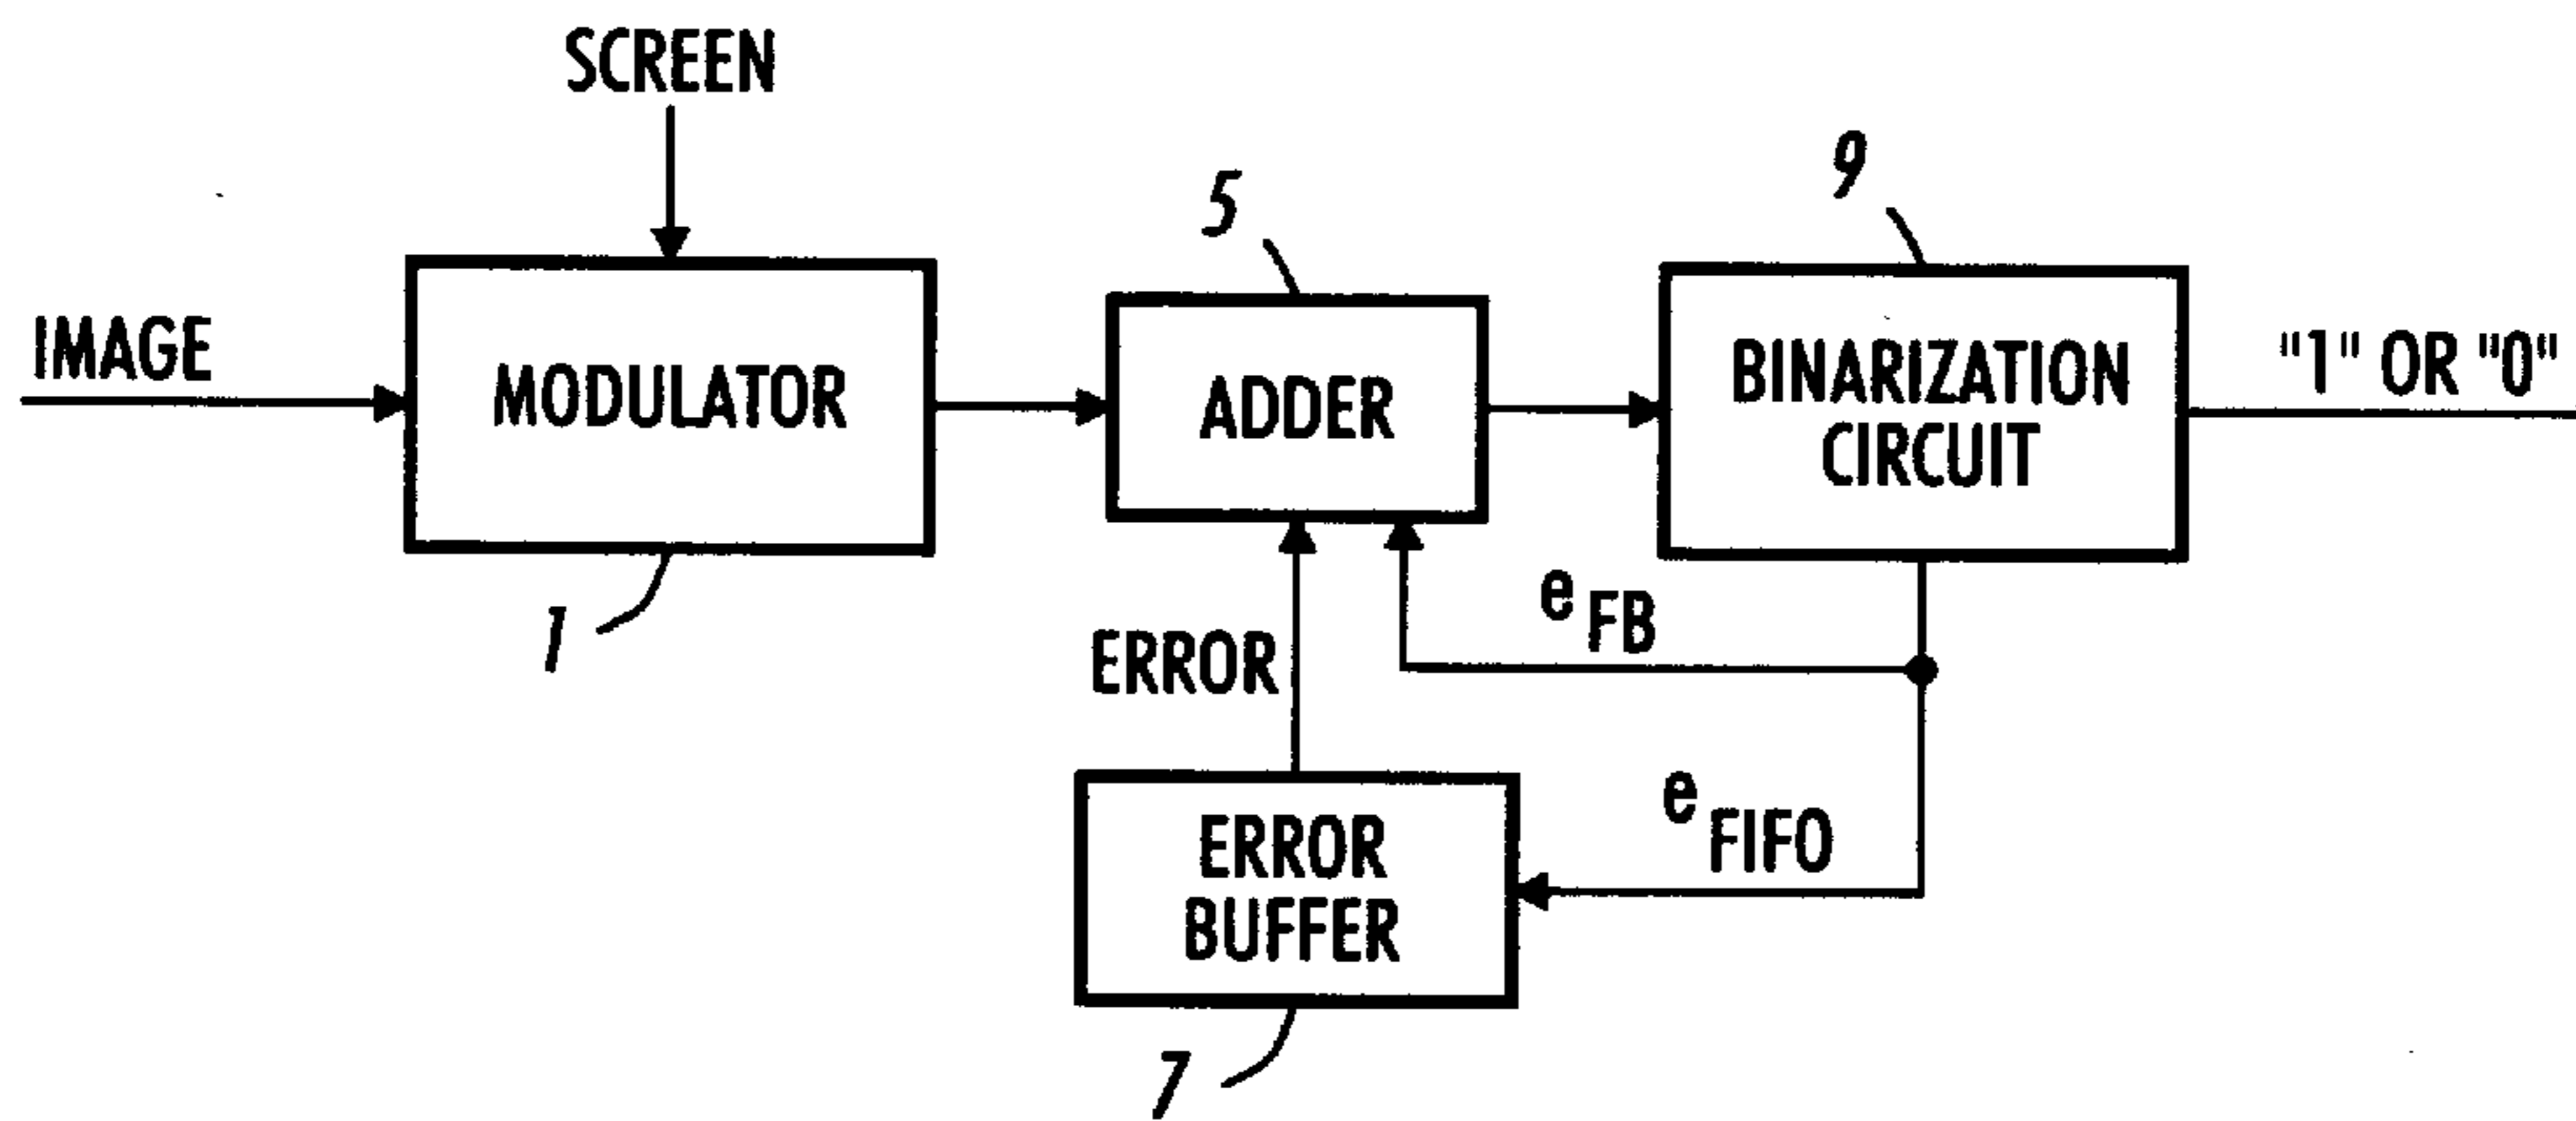 SCREEN
9
5
IMAGE
MODULATOR
ADDER
BINARIZATION
CIRCUIT
"1" OR "0"
1
ERROR
e FB
e FIFO
ERROR
BUFFER
7